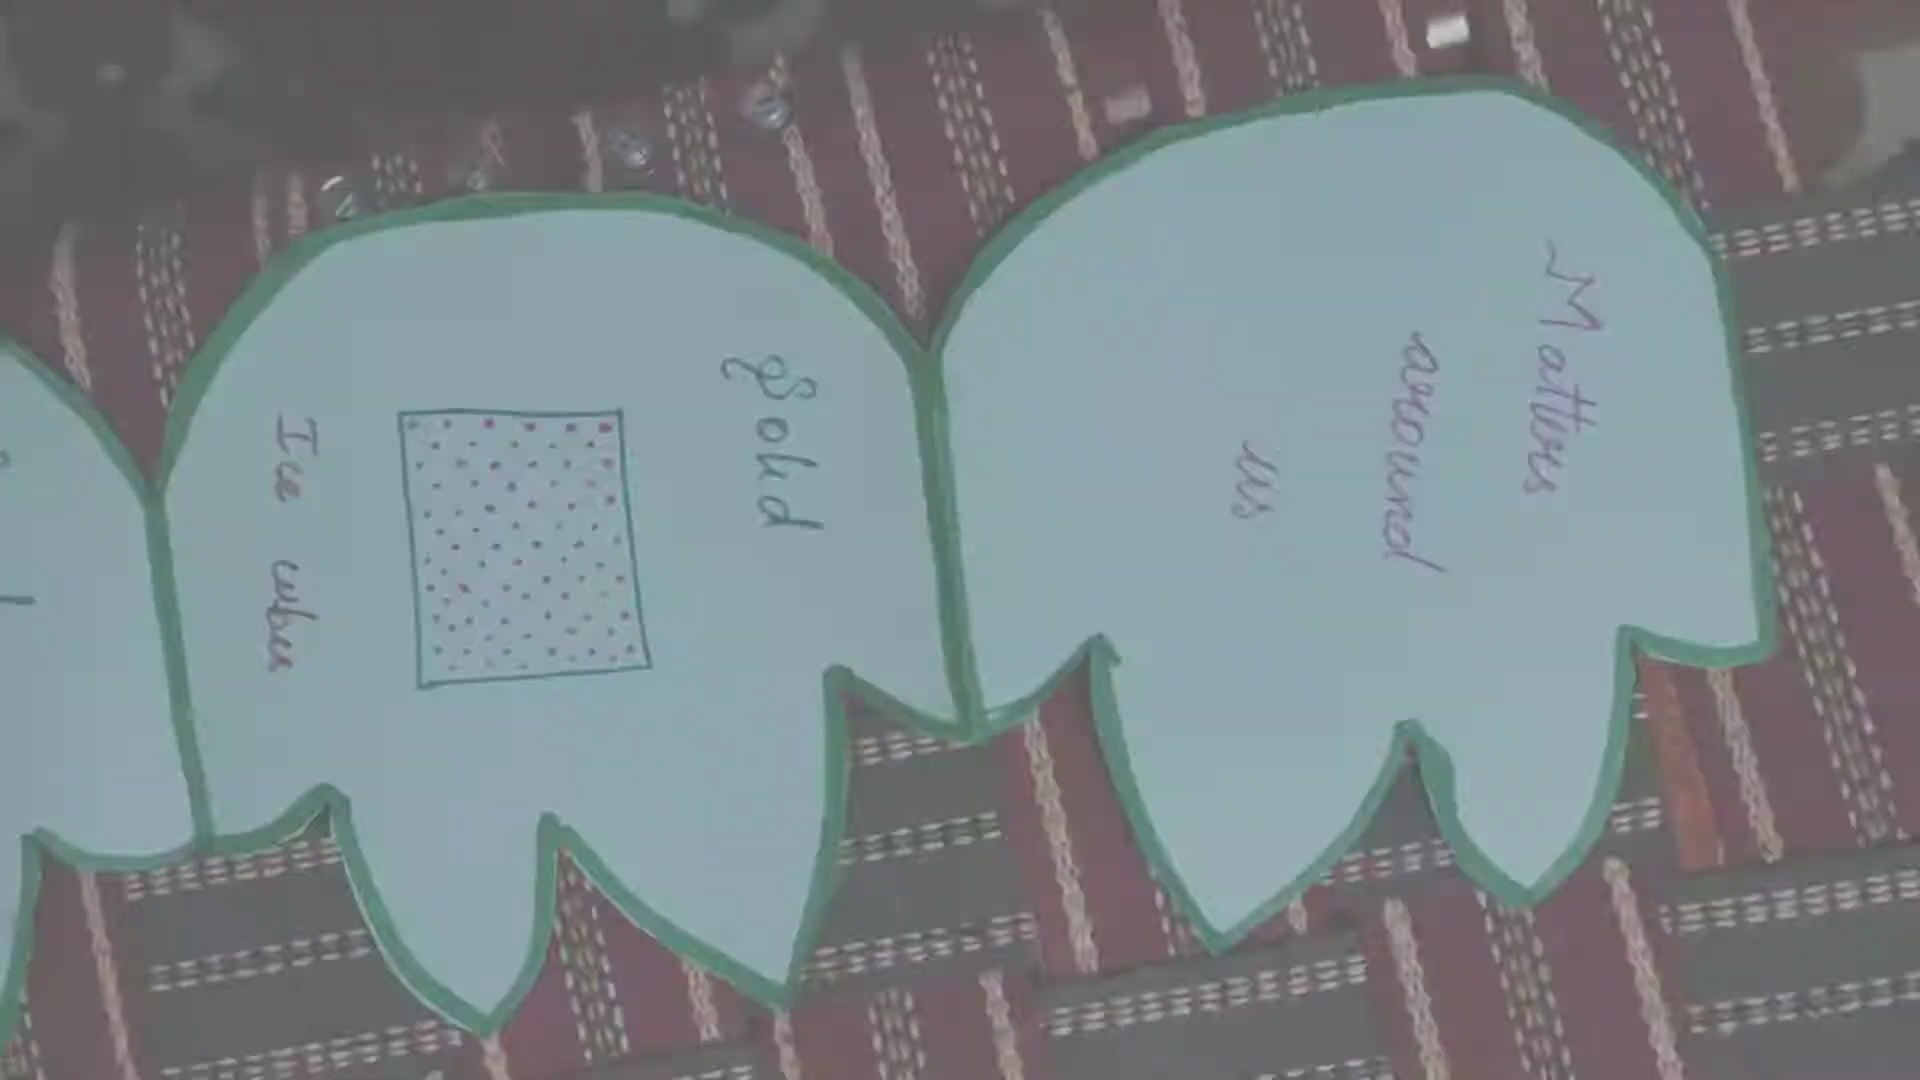 Matters
around
us
Solid
Ice cubes